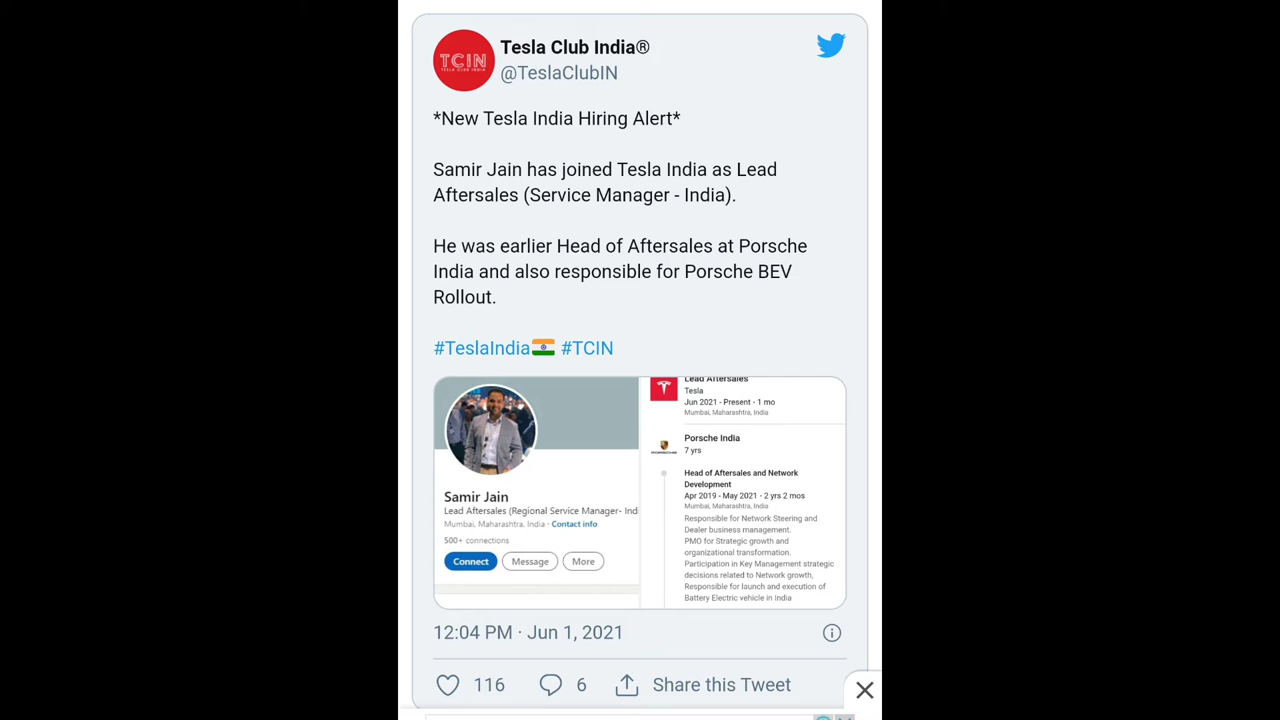 TCIN
TESLA CLUB INDIA
Tesla Club India®
@TeslaClubIN
*New Tesla India Hiring Alert*
Samir Jain has joined Tesla India as Lead
Aftersales (Service Manager - India).
He was earlier Head of Aftersales at Porsche
India and also responsible for Porsche BEV
Rollout.
#TeslaIndia🇮🇳 #TCIN
Samir Jain
Lead Aftersales (Regional Service Manager- Indi
Mumbai, Maharashtra, India · Contact info
500+ connections
Connect
Message
More
Lead Aftersales
Tesla
Jun 2021 - Present · 1 mo
Mumbai, Maharashtra, India
PORSCHE
Porsche India
7 yrs
Head of Aftersales and Network
Development
Apr 2019 - May 2021 · 2 yrs 2 mos
Mumbai, Maharashtra, India
Responsible for Network Steering and
Dealer business management.
PMO for Strategic growth and
organizational transformation.
Participation in Key Management strategic
decisions related to Network growth,
Responsible for launch and execution of
Battery Electric vehicle in India
12:04 PM · Jun 1, 2021
116
6
Share this Tweet